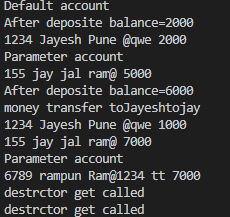 Default account
After deposite balance=2000
1234 Jayesh Pune @qwe 2000
Parameter account
155 jay jal ram@ 5000
After deposite balance=6000
money transfer toJayeshtojay
1234 Jayesh Pune @qwe 1000
155 jay jal ram@ 7000
Parameter account
6789 rampun Ram@1234 tt 7000
destrctor get called
destrctor get called